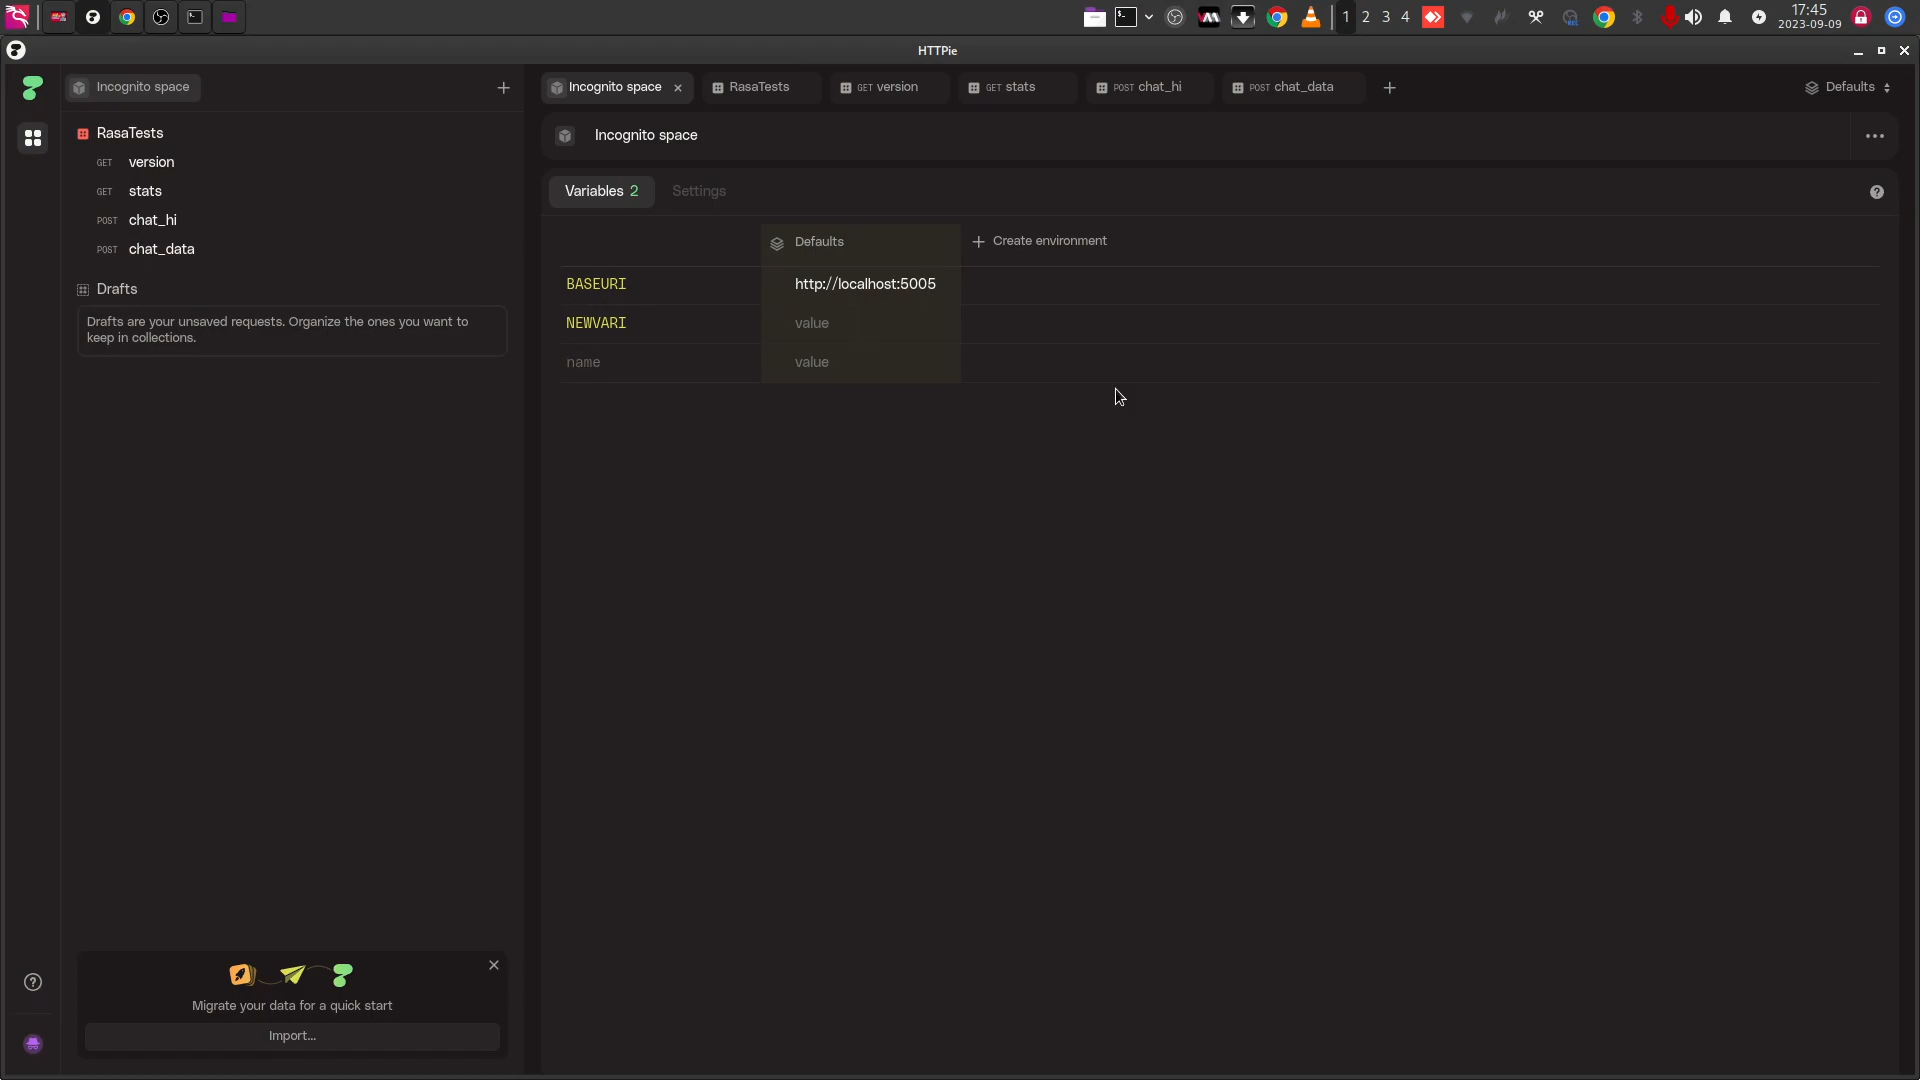 1 2 3 4
17:45
2023-09-09
HTTPie
Incognito space
Incognito space
RasaTests
GET version
GET stats
POST chat_hi
POST chat_data
Defaults
RasaTests
GET version
GET stats
POST chat_hi
POST chat_data
Drafts
Drafts are your unsaved requests. Organize the ones you want to
keep in collections.
Incognito space
Variables 2
Settings
Defaults
Create environment
BASEURI
http://localhost:5005
NEWVARI
value
name
value
Migrate your data for a quick start
Import...